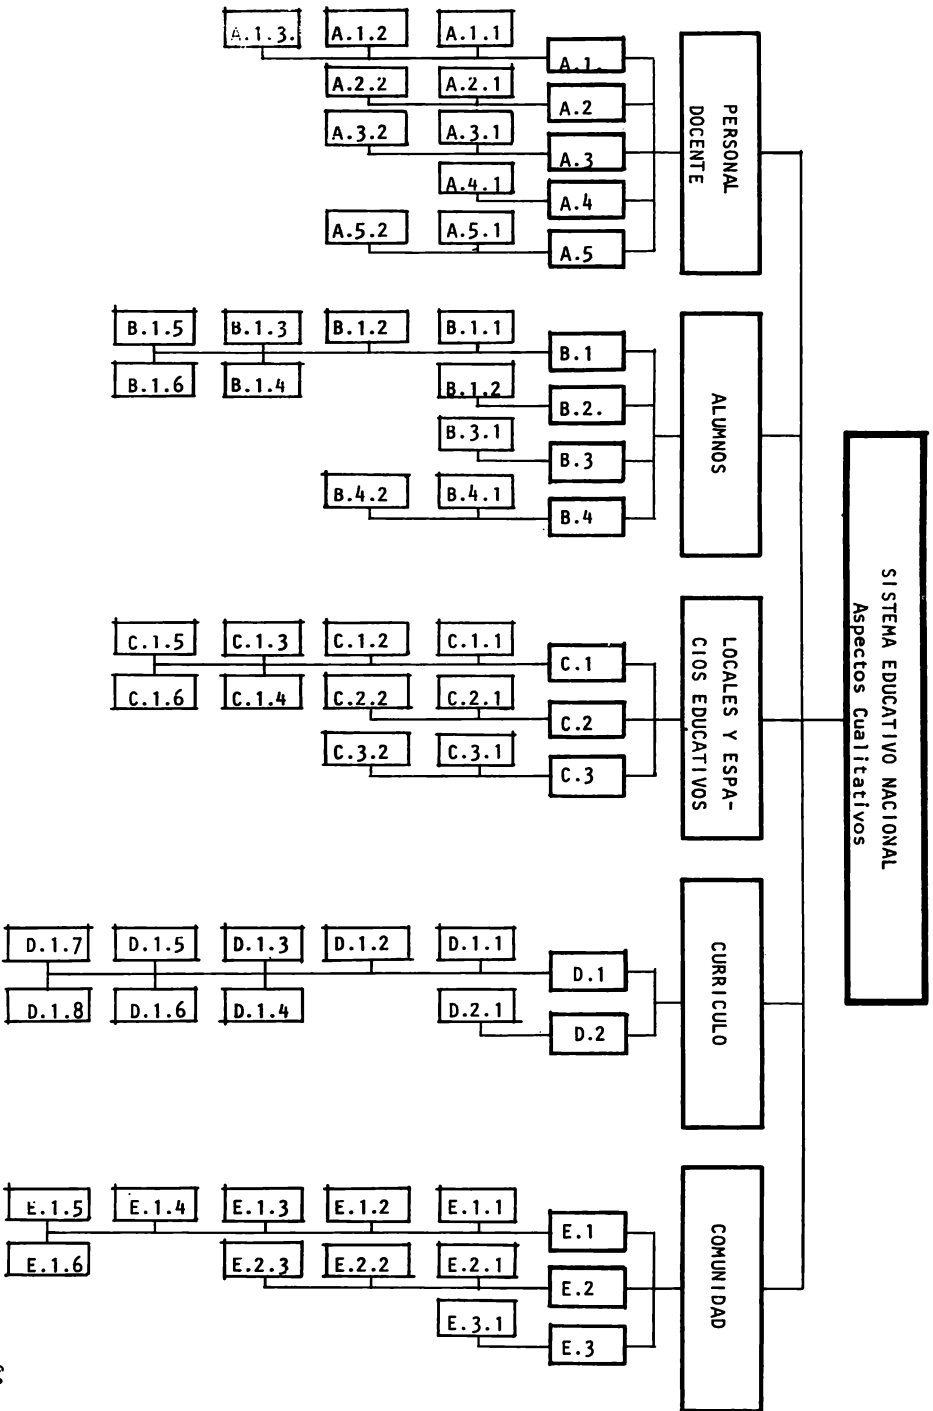 SISTEMA EDUCATIVO NACIONAL
Aspectos Cualitativos
PERSONAL
DOCENTE
A.1.
A.1.1
A.1.2
A.1.3.
A.2
A.2.1
A.2.2
A.3
A.3.1
A.3.2
A.4
A.4.1
A.5
A.5.1
A.5.2
ALUMNOS
B.1
B.1.1
B.1.2
B.1.3
B.1.4
B.1.5
B.1.6
B.2.
B.1.2
B.3
B.3.1
B.4
B.4.1
B.4.2
LOCALES Y ESPA-
CIOS EDUCATIVOS
C.1
C.1.1
C.1.2
C.1.3
C.1.4
C.1.5
C.1.6
C.2
C.2.1
C.2.2
C.3
C.3.1
C.3.2
CURRICULO
D.1
D.1.1
D.1.2
D.1.3
D.1.4
D.1.5
D.1.6
D.1.7
D.1.8
D.2
D.2.1
COMUNIDAD
E.1
E.1.1
E.1.2
E.1.3
E.1.4
E.1.5
E.1.6
E.2
E.2.1
E.2.2
E.2.3
E.3
E.3.1